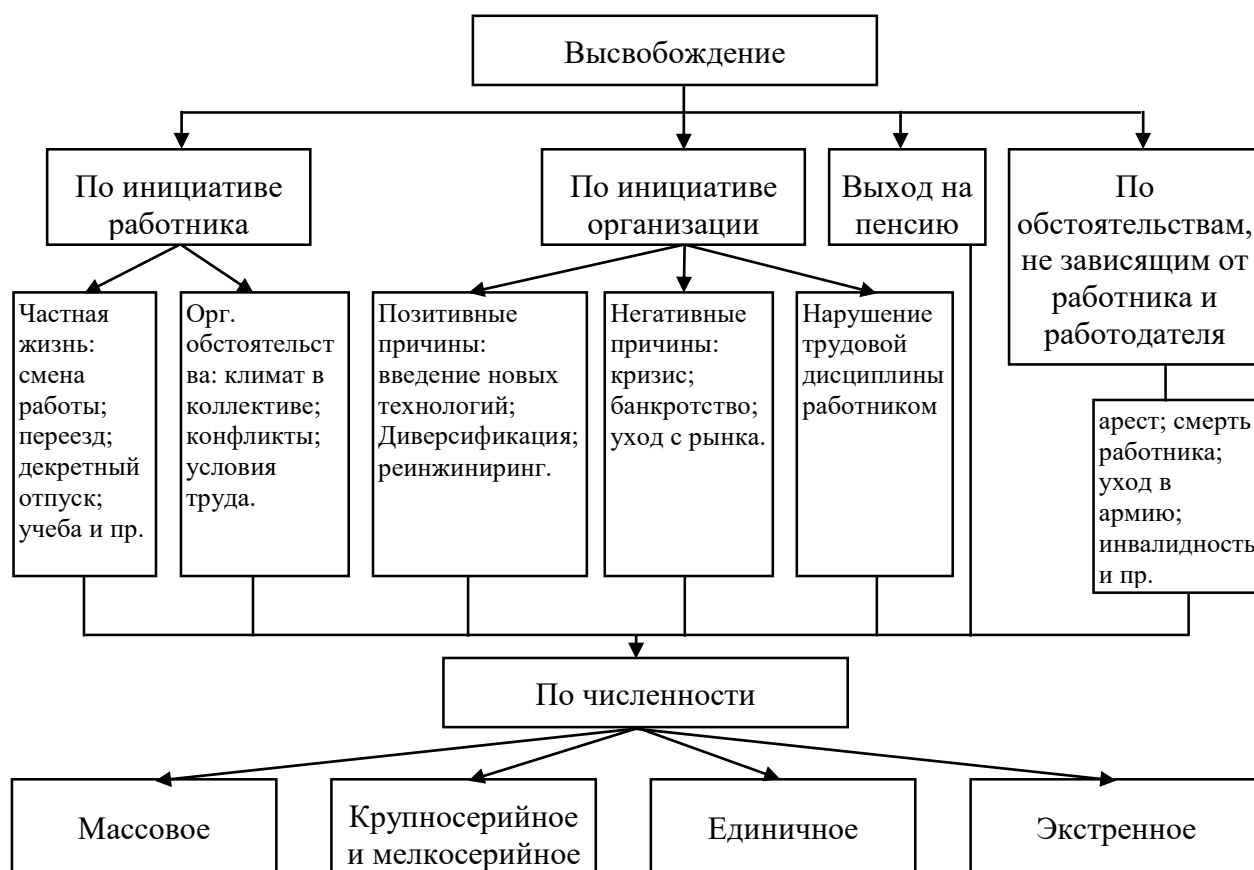 Высвобождение
По инициативе
работника
По инициативе
организации
Выход на
пенсию
По
обстоятельствам,
не зависящим от
работника и
работодателя
Частная
жизнь:
смена
работы;
переезд;
декретный
отпуск;
учеба и пр.
Орг.
обстоятельст
ва: климат в
коллективе;
конфликты;
условия
труда.
Позитивные
причины:
введение новых
технологий;
Диверсификация;
реинжиниринг.
Негативные
причины:
кризис;
банкротство;
уход с рынка.
Нарушение
трудовой
дисциплины
работником
арест; смерть
работника;
уход в
армию;
инвалидность
и пр.
По численности
Массовое
Крупносерийное
и мелкосерийное
Единичное
Экстренное